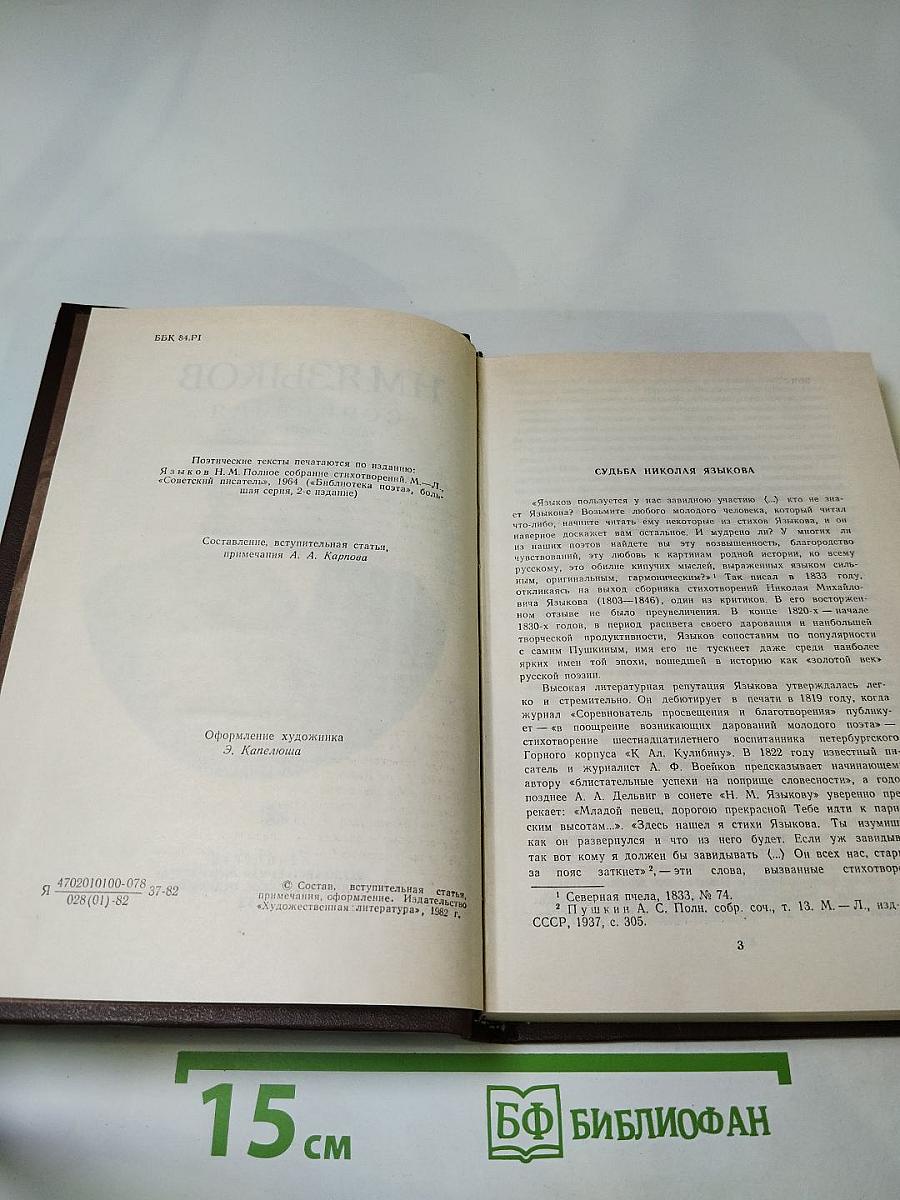 ББК 84.Р1
Поэтические тексты печатаются по изданию:
Языков Н. М. Полное собрание стихотворений. М.—Л.,
«Советский писатель», 1964 («Библиотека поэта», боль-
шая серия, 2-е издание)
Составление, вступительная статья,
примечания А. А. Карпова
Оформление художника
Э. Капелюша
Я 4702010100-078 37-82
028(01)-82
© Состав, вступительная статья,
примечания, оформление. Издательство
«Художественная литература», 1982 г.
СУДЬБА НИКОЛАЯ ЯЗЫКОВА
«Языков пользуется у нас завидною участию ⟨...⟩ кто не зна-
ет Языкова? Возьмите любого молодого человека, который читал
что-либо, начните читать ему некоторые из стихов Языкова, и он
наверное доскажет вам остальное. И мудрено ли? У многих ли
из наших поэтов найдете вы эту возвышенность, благородство
чувствований, эту любовь к картинам родной истории, ко всему
русскому, это обилие кипучих мыслей, выраженных языком силь-
ным, оригинальным, гармоническим?»¹ Так писал в 1833 году,
откликаясь на выход сборника стихотворений Николая Михайло-
вича Языкова (1803—1846), один из критиков. В его восторжен-
ном отзыве не было преувеличения. В конце 1820-х — начале
1830-х годов, в период расцвета своего дарования и наибольшей
творческой продуктивности, Языков сопоставим по популярности
с самим Пушкиным, имя его не тускнеет даже среди наиболее
ярких имен той эпохи, вошедшей в историю как «золотой век»
русской поэзии.
Высокая литературная репутация Языкова утверждалась лег-
ко и стремительно. Он дебютирует в печати в 1819 году, когда
журнал «Соревнователь просвещения и благотворения» публику-
ет — «в поощрение возникающих дарований молодого поэта» —
стихотворение шестнадцатилетнего воспитанника петербургского
Горного корпуса «К Ал. Кулибину». В 1822 году известный пи-
сатель и журналист А. Ф. Воейков предсказывает начинающему
автору «блистательные успехи на поприще словесности», а годо
позднее А. А. Дельвиг в сонете «Н. М. Языкову» уверенно пре
рекает: «Младой певец, дорогою прекрасной Тебе идти к парн
ским высотам...». «Здесь нашел я стихи Языкова. Ты изумиш
как он развернулся и что из него будет. Если уж завидыв
так вот кому я должен бы завидывать ⟨...⟩ Он всех нас, стари
за пояс заткнет»², — эти слова, вызванные стихотворе
¹ Северная пчела, 1833, № 74.
² Пушкин А. С. Полн. собр. соч., т. 13. М.— Л., изд-
СССР, 1937, с. 305.
3
15 см
БФ БИБЛИОФАН